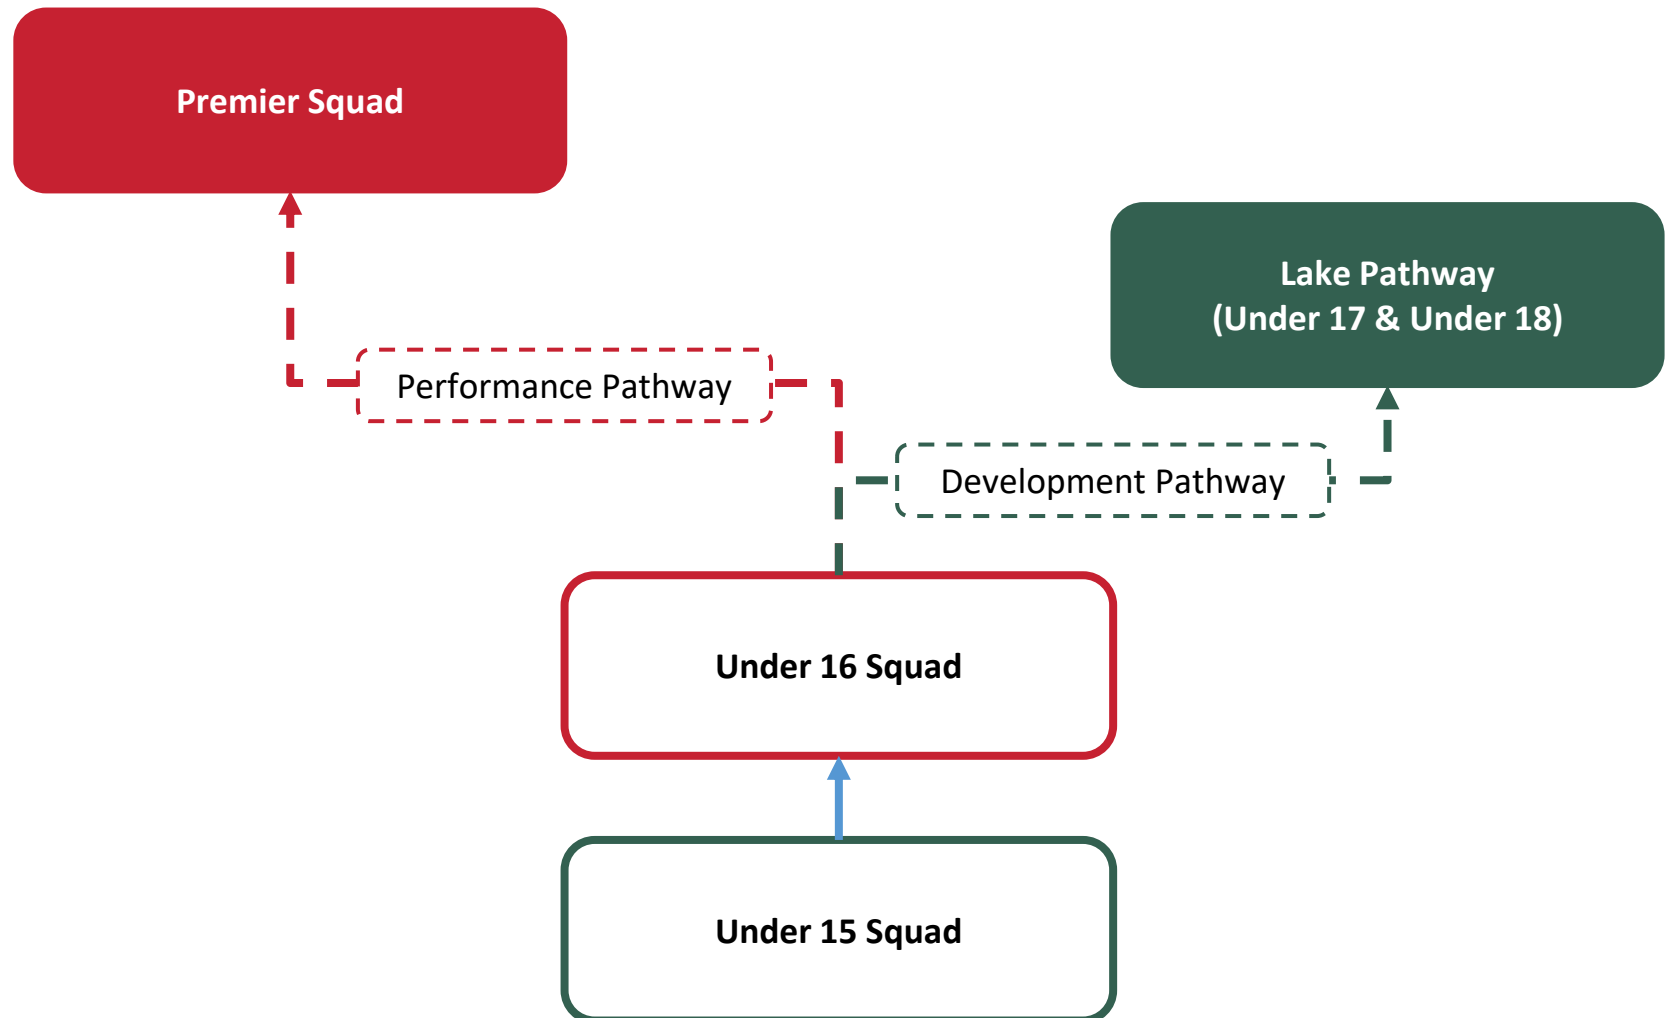 Premier Squad
Lake Pathway
(Under 17 & Under 18)
Performance Pathway
Development Pathway
Under 16 Squad
Under 15 Squad